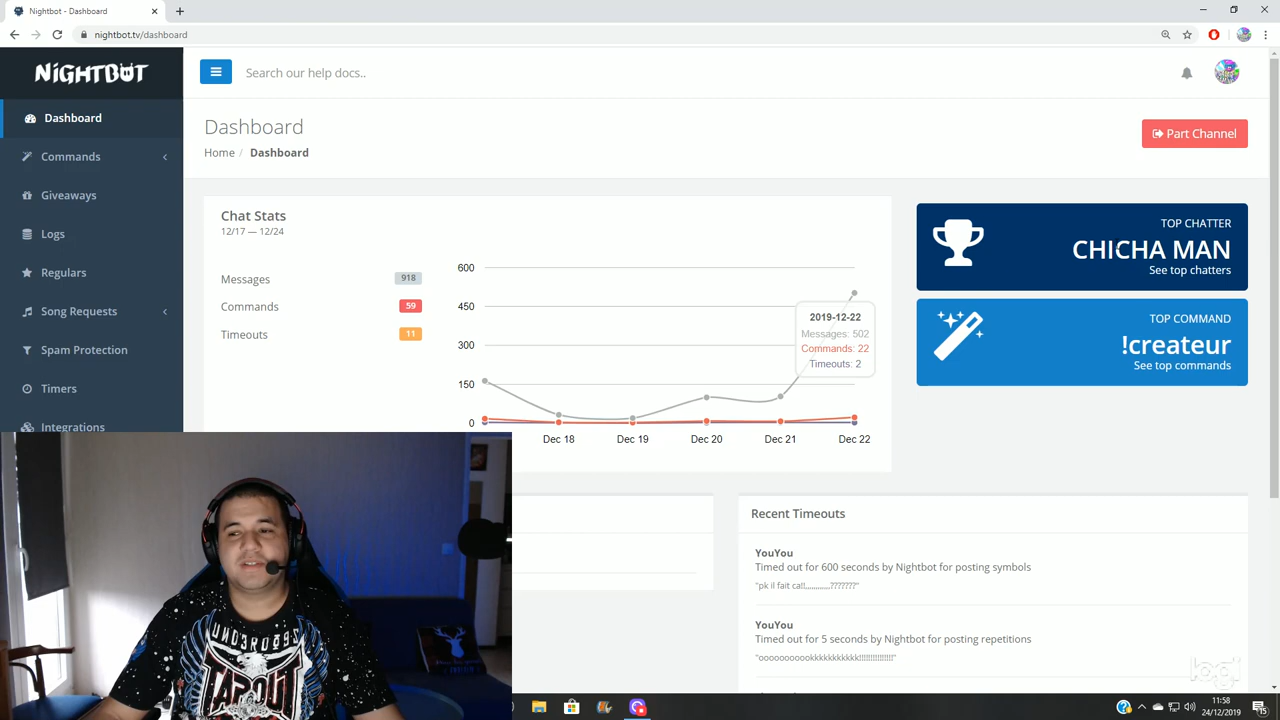 Nightbot - Dashboard
nightbot.tv/dashboard
NiGHTBOT
Search our help docs..
Dashboard
Commands
Giveaways
Logs
Regulars
Song Requests
Spam Protection
Timers
Integrations
Dashboard
Home / Dashboard
Part Channel
Chat Stats
12/17 — 12/24
Messages 918
Commands 59
Timeouts 11
600
450
300
150
0
Dec 18 Dec 19 Dec 20 Dec 21 Dec 22
2019-12-22
Messages: 502
Commands: 22
Timeouts: 2
TOP CHATTER
CHICHA MAN
See top chatters
TOP COMMAND
!createur
See top commands
Recent Timeouts
YouYou
Timed out for 600 seconds by Nightbot for posting symbols
YouYou
Timed out for 5 seconds by Nightbot for posting repetitions
UNDERDOGS
TAPOUT
logi
11:58
24/12/2019
15